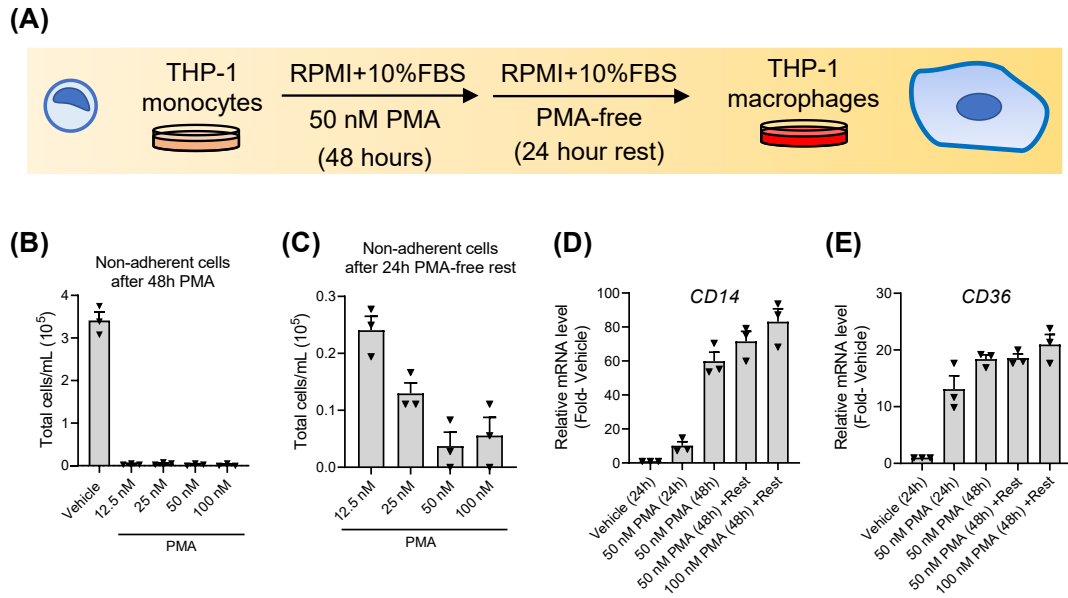 (A)
THP-1
monocytes
RPMI+10%FBS
50 nM PMA
(48 hours)
RPMI+10%FBS
PMA-free
(24 hour rest)
THP-1
macrophages
(B)
Non-adherent cells
after 48h PMA
Total cells/mL (10⁵)
4
3
2
1
0
Vehicle
12.5 nM
25 nM
50 nM
100 nM
PMA
(C)
Non-adherent cells
after 24h PMA-free rest
Total cells/mL (10⁵)
0.3
0.2
0.1
0.0
12.5 nM
25 nM
50 nM
100 nM
PMA
(D)
CD14
Relative mRNA level
(Fold- Vehicle)
100
80
60
40
20
0
Vehicle (24h)
50 nM PMA (24h)
50 nM PMA (48h)
50 nM PMA (48h) +Rest
100 nM PMA (48h) +Rest
(E)
CD36
Relative mRNA level
(Fold- Vehicle)
30
20
10
0
Vehicle (24h)
50 nM PMA (24h)
50 nM PMA (48h)
50 nM PMA (48h) +Rest
100 nM PMA (48h) +Rest